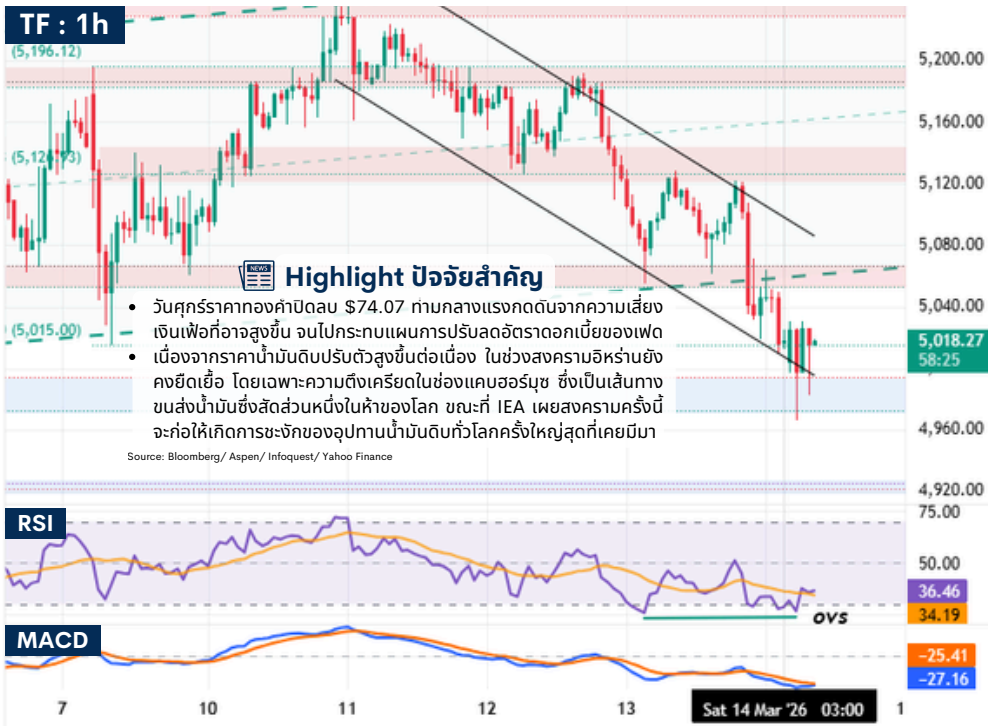 TF : 1h
(5,196.12)
(5,015.00)
5,200.00
5,160.00
5,120.00
5,080.00
5,040.00
5,018.27
58:25
4,960.00
4,920.00
NEWS
Highlight ปัจจัยสำคัญ
วันศุกร์ราคาทองคำปิดลบ $74.07 ท่ามกลางแรงกดดันจากความเสี่ยง
เงินเฟ้อที่อาจสูงขึ้น จนไปกระทบแผนการปรับลดอัตราดอกเบี้ยของเฟด
เนื่องจากราคาน้ำมันดิบปรับตัวสูงขึ้นต่อเนื่อง ในช่วงสงครามอิหร่านยัง
คงยืดเยื้อ โดยเฉพาะความตึงเครียดในช่องแคบฮอร์มุซ ซึ่งเป็นเส้นทาง
ขนส่งน้ำมันซึ่งสัดส่วนหนึ่งในห้าของโลก ขณะที่ IEA เผยสงครามครั้งนี้
จะก่อให้เกิดการชะงักของอุปทานน้ำมันดิบทั่วโลกครั้งใหญ่สุดที่เคยมีมา
Source: Bloomberg/ Aspen/ Infoquest/ Yahoo Finance
RSI
75.00
50.00
36.46
34.19
OVS
MACD
-25.41
-27.16
7 10 11 12 13 Sat 14 Mar '26 03:00 1